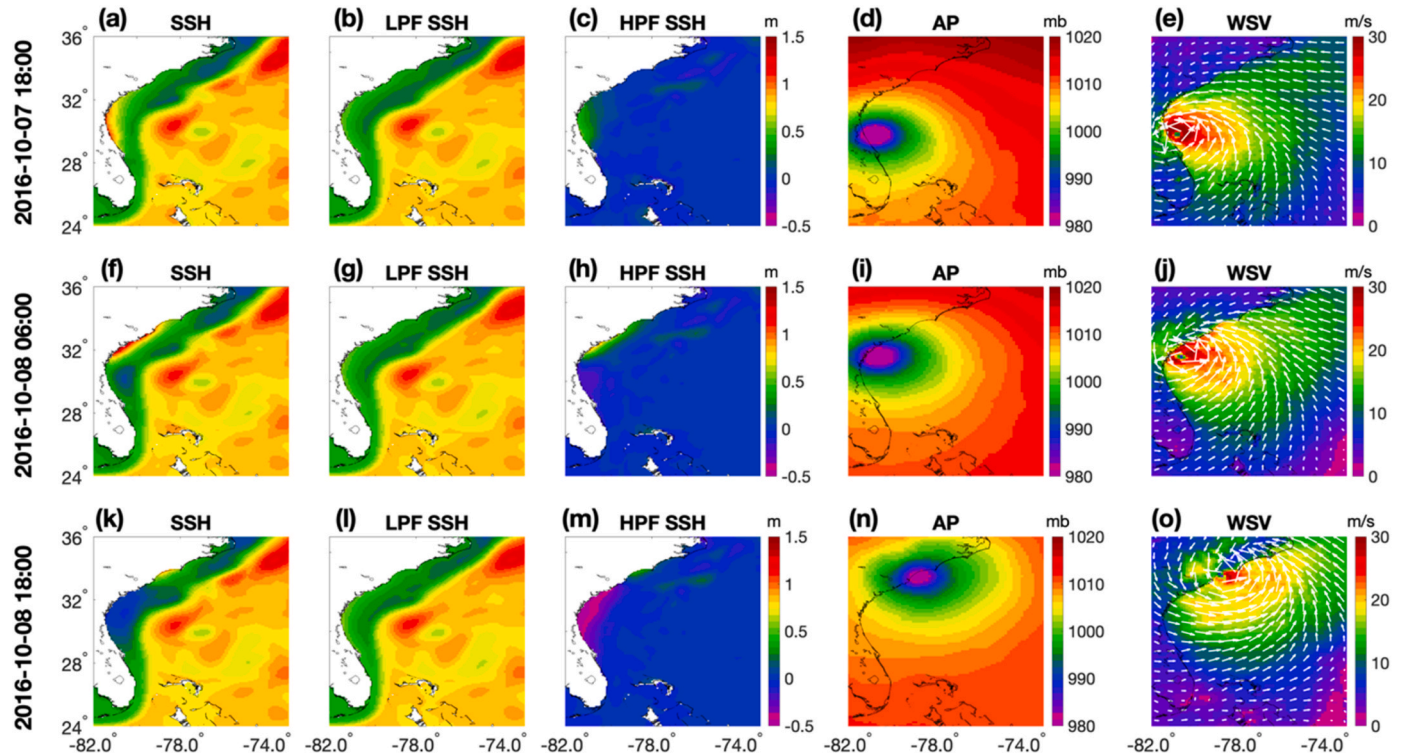 (a) SSH (b) LPF SSH (c) HPF SSH m (d) AP mb (e) WSV m/s
2016-10-07 18:00
36° 32 28 24°
1.5 1 0.5 0 -0.5
1020 1010 1000 990 980
30 20 10 0
(f) SSH (g) LPF SSH (h) HPF SSH m (i) AP mb (j) WSV m/s
2016-10-08 06:00
36° 32 28 24°
1.5 1 0.5 0 -0.5
1020 1010 1000 990 980
30 20 10 0
(k) SSH (l) LPF SSH (m) HPF SSH m (n) AP mb (o) WSV m/s
2016-10-08 18:00
36° 32 28 24°
1.5 1 0.5 0 -0.5
1020 1010 1000 990 980
30 20 10 0
-82.0° -78.0 -74.0° -82.0° -78.0 -74.0° -82.0° -78.0 -74.0° -82.0° -78.0 -74.0° -82.0° -78.0 -74.0°